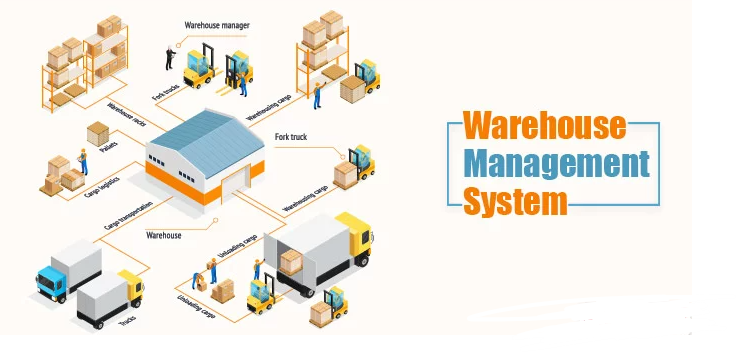 Warehouse manager
Fork trucks
Warehousing cargo
Warehouse racks
Pallets
Fork truck
Cargo logistics
Warehousing cargo
Cargo transportation
Warehouse
Unloading cargo
Unloading cargo
Trucks
Warehouse
Management
System